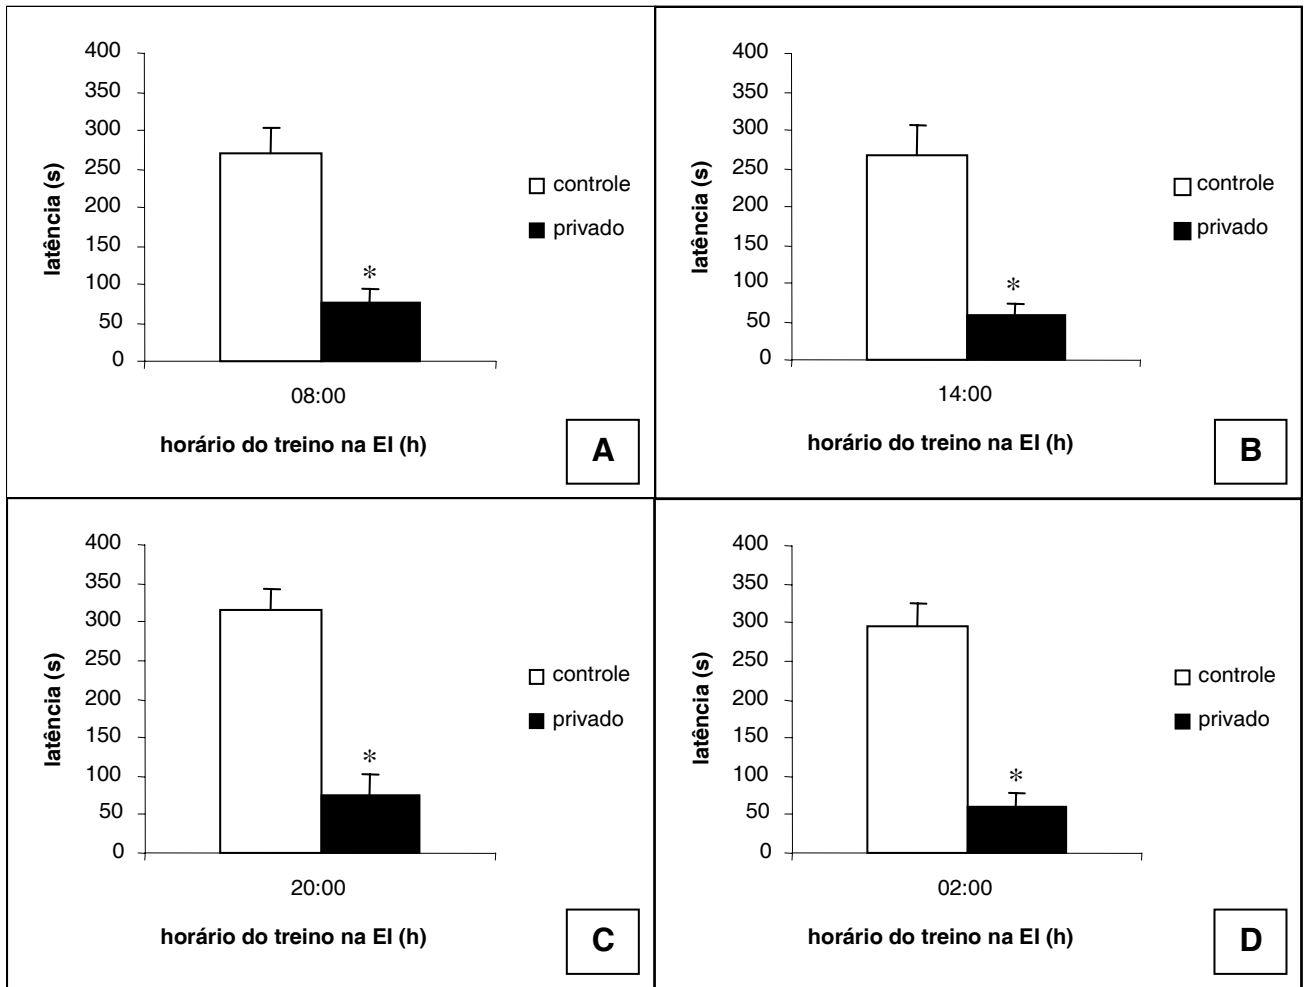 400
350
300
250
200
150
100
50
0
latência (s)
*
controle
privado
08:00
horário do treino na EI (h)
A
400
350
300
250
200
150
100
50
0
latência (s)
*
controle
privado
14:00
horário do treino na EI (h)
B
400
350
300
250
200
150
100
50
0
latência (s)
*
controle
privado
20:00
horário do treino na EI (h)
C
400
350
300
250
200
150
100
50
0
latência (s)
*
controle
privado
02:00
horário do treino na EI (h)
D